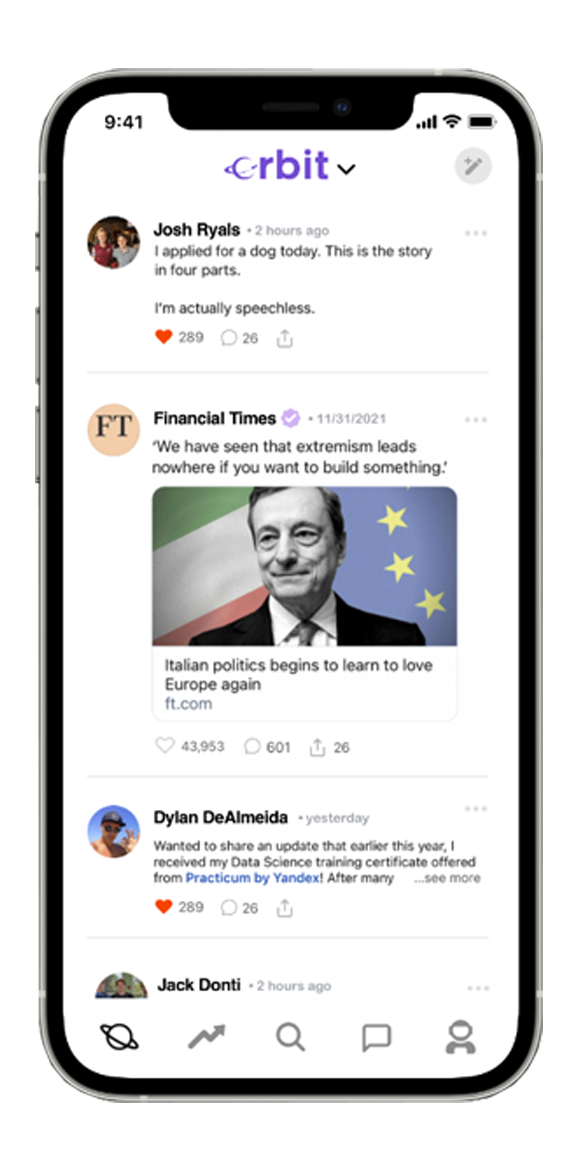 9:41
orbit
Josh Ryals • 2 hours ago
I applied for a dog today. This is the story
in four parts.
I'm actually speechless.
289 26
FT
Financial Times • 11/31/2021
‘We have seen that extremism leads
nowhere if you want to build something.’
Italian politics begins to learn to love
Europe again
ft.com
43,953 601 26
Dylan DeAlmeida • yesterday
Wanted to share an update that earlier this year, I
received my Data Science training certificate offered
from Practicum by Yandex! After many ...see more
289 26
Jack Donti • 2 hours ago